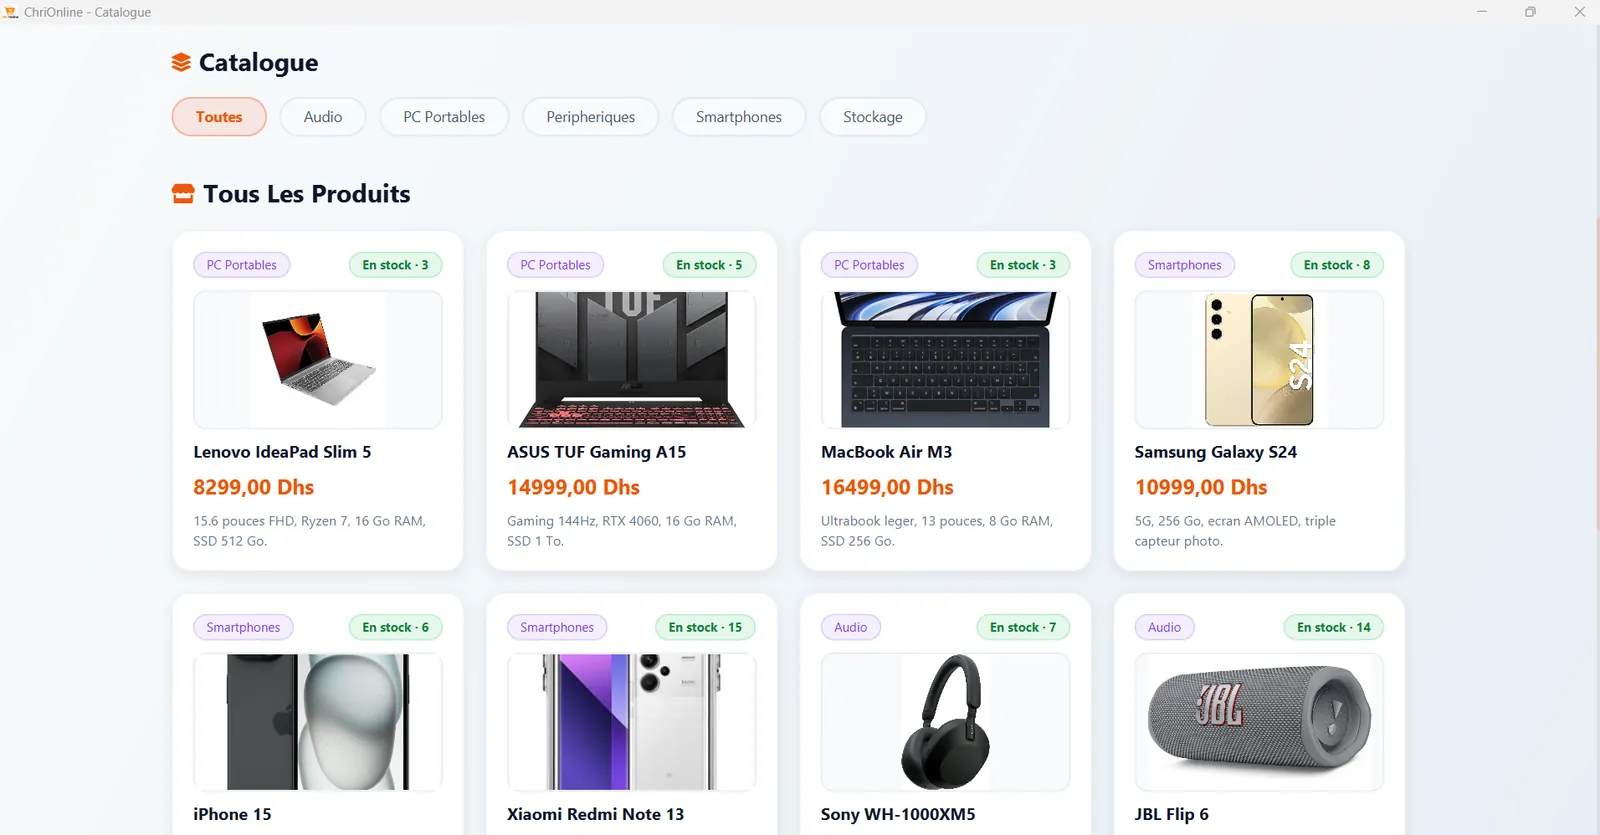 ChriOnline - Catalogue
Catalogue
Toutes
Audio
PC Portables
Peripheriques
Smartphones
Stockage
Tous Les Produits
PC Portables
En stock · 3
Lenovo IdeaPad Slim 5
8299,00 Dhs
15.6 pouces FHD, Ryzen 7, 16 Go RAM,
SSD 512 Go.
PC Portables
En stock · 5
TUF
ASUS TUF Gaming A15
14999,00 Dhs
Gaming 144Hz, RTX 4060, 16 Go RAM,
SSD 1 To.
PC Portables
En stock · 3
MacBook Air M3
16499,00 Dhs
Ultrabook leger, 13 pouces, 8 Go RAM,
SSD 256 Go.
Smartphones
En stock · 8
S24
Samsung Galaxy S24
10999,00 Dhs
5G, 256 Go, ecran AMOLED, triple
capteur photo.
Smartphones
En stock · 6
iPhone 15
Smartphones
En stock · 15
Xiaomi Redmi Note 13
Audio
En stock · 7
Sony WH-1000XM5
Audio
En stock · 14
JBL
JBL Flip 6